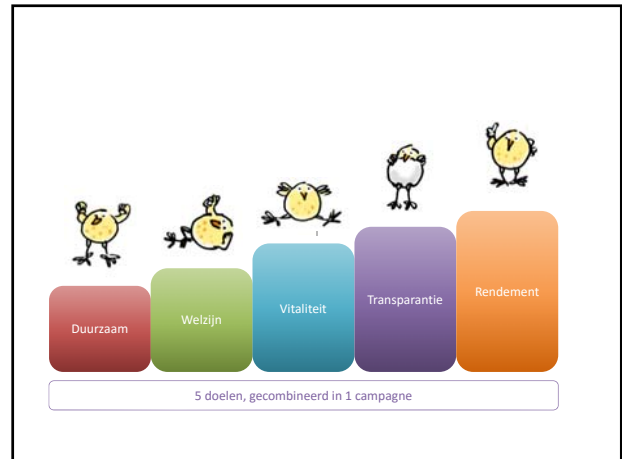 Duurzaam
Welzijn
Vitaliteit
Transparantie
Rendement
5 doelen, gecombineerd in 1 campagne